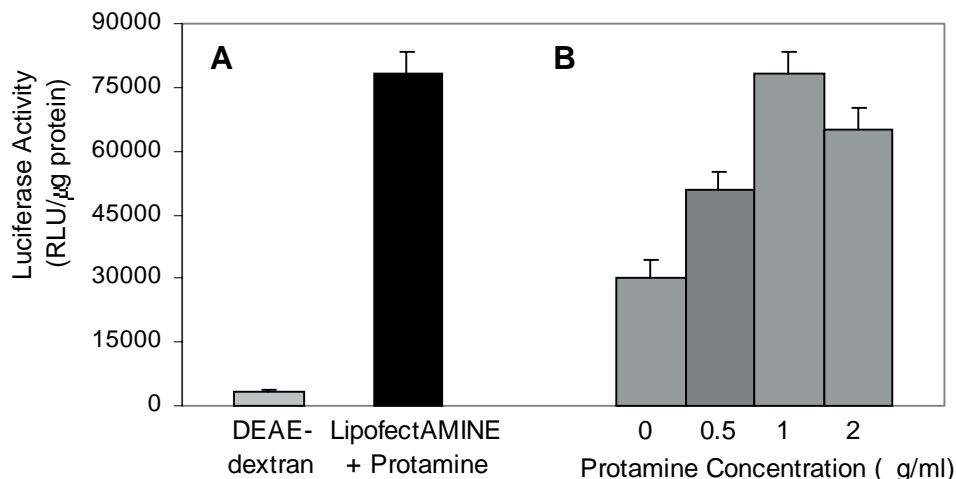 Luciferase Activity
(RLU/µg protein)
90000
75000
60000
45000
30000
15000
0
A
B
DEAE-
dextran
LipofectAMINE
+ Protamine
0 0.5 1 2
Protamine Concentration ( g/ml)